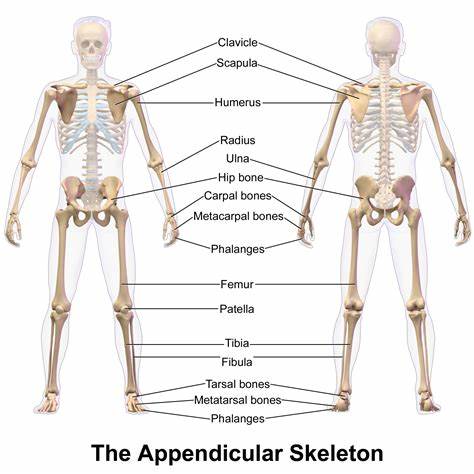 Clavicle
Scapula
Humerus
Radius
Ulna
Hip bone
Carpal bones
Metacarpal bones
Phalanges
Femur
Patella
Tibia
Fibula
Tarsal bones
Metatarsal bones
Phalanges
The Appendicular Skeleton